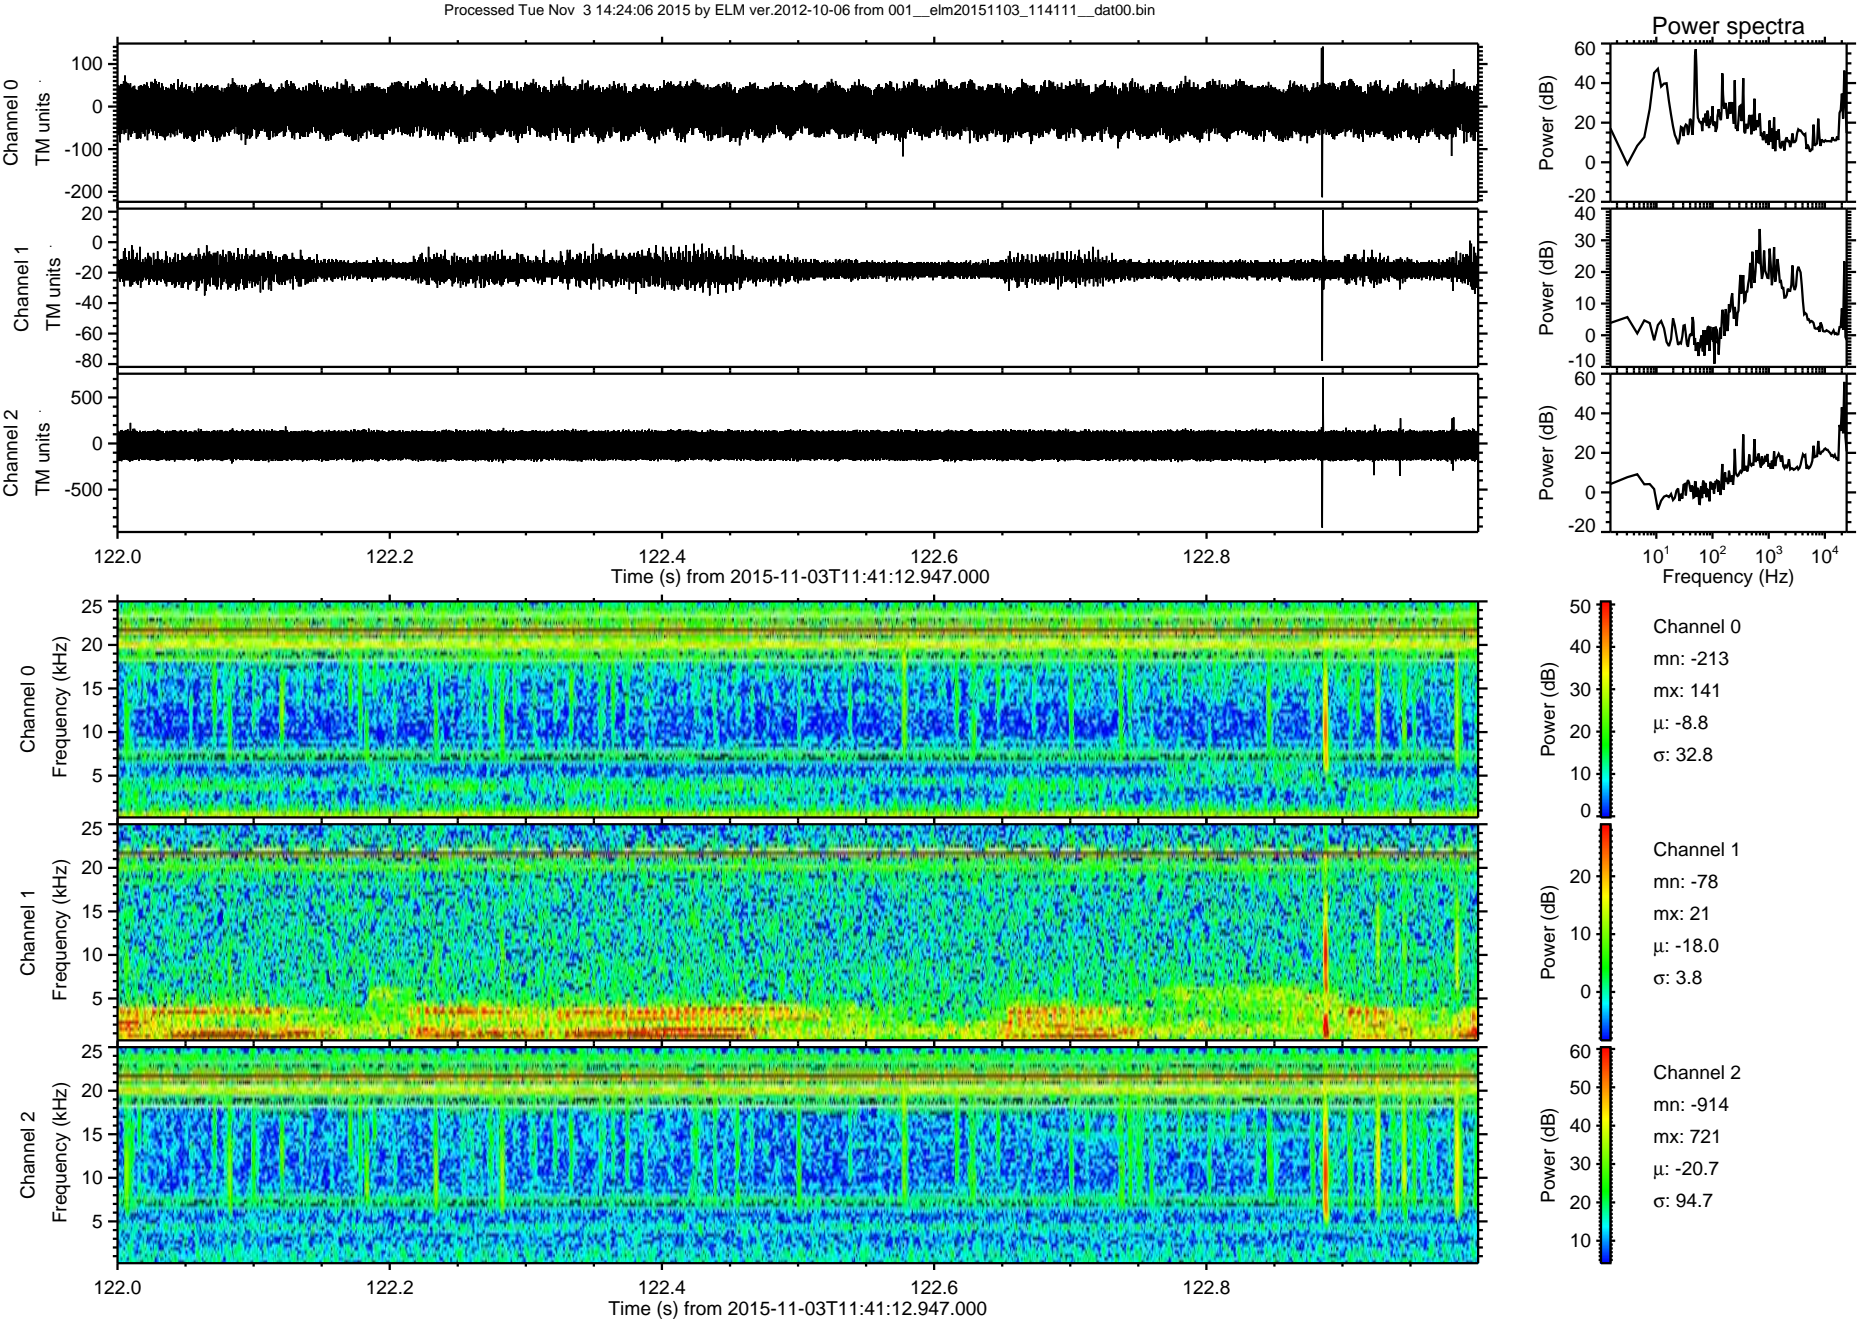 Processed Tue Nov  3 14:24:06 2015 by ELM ver.2012-10-06 from 001__elm20151103_114111__dat00.bin
Power spectra
Channel 0
TM units
100
0
-100
-200
Power (dB)
60
40
20
0
-20
Channel 1
TM units
20
0
-20
-40
-60
-80
Power (dB)
40
30
20
10
0
-10
Channel 2
TM units
500
0
-500
Power (dB)
60
40
20
0
-20
122.0 122.2 122.4 122.6 122.8
Time (s) from 2015-11-03T11:41:12.947.000
10¹ 10² 10³ 10⁴
Frequency (Hz)
Channel 0
Frequency (kHz)
25
20
15
10
5
Power (dB)
50
40
30
20
10
0
Channel 0
mn: -213
mx: 141
μ: -8.8
σ: 32.8
Channel 1
Frequency (kHz)
25
20
15
10
5
Power (dB)
20
10
0
Channel 1
mn: -78
mx: 21
μ: -18.0
σ: 3.8
Channel 2
Frequency (kHz)
25
20
15
10
5
Power (dB)
60
50
40
30
20
10
Channel 2
mn: -914
mx: 721
μ: -20.7
σ: 94.7
122.0 122.2 122.4 122.6 122.8
Time (s) from 2015-11-03T11:41:12.947.000